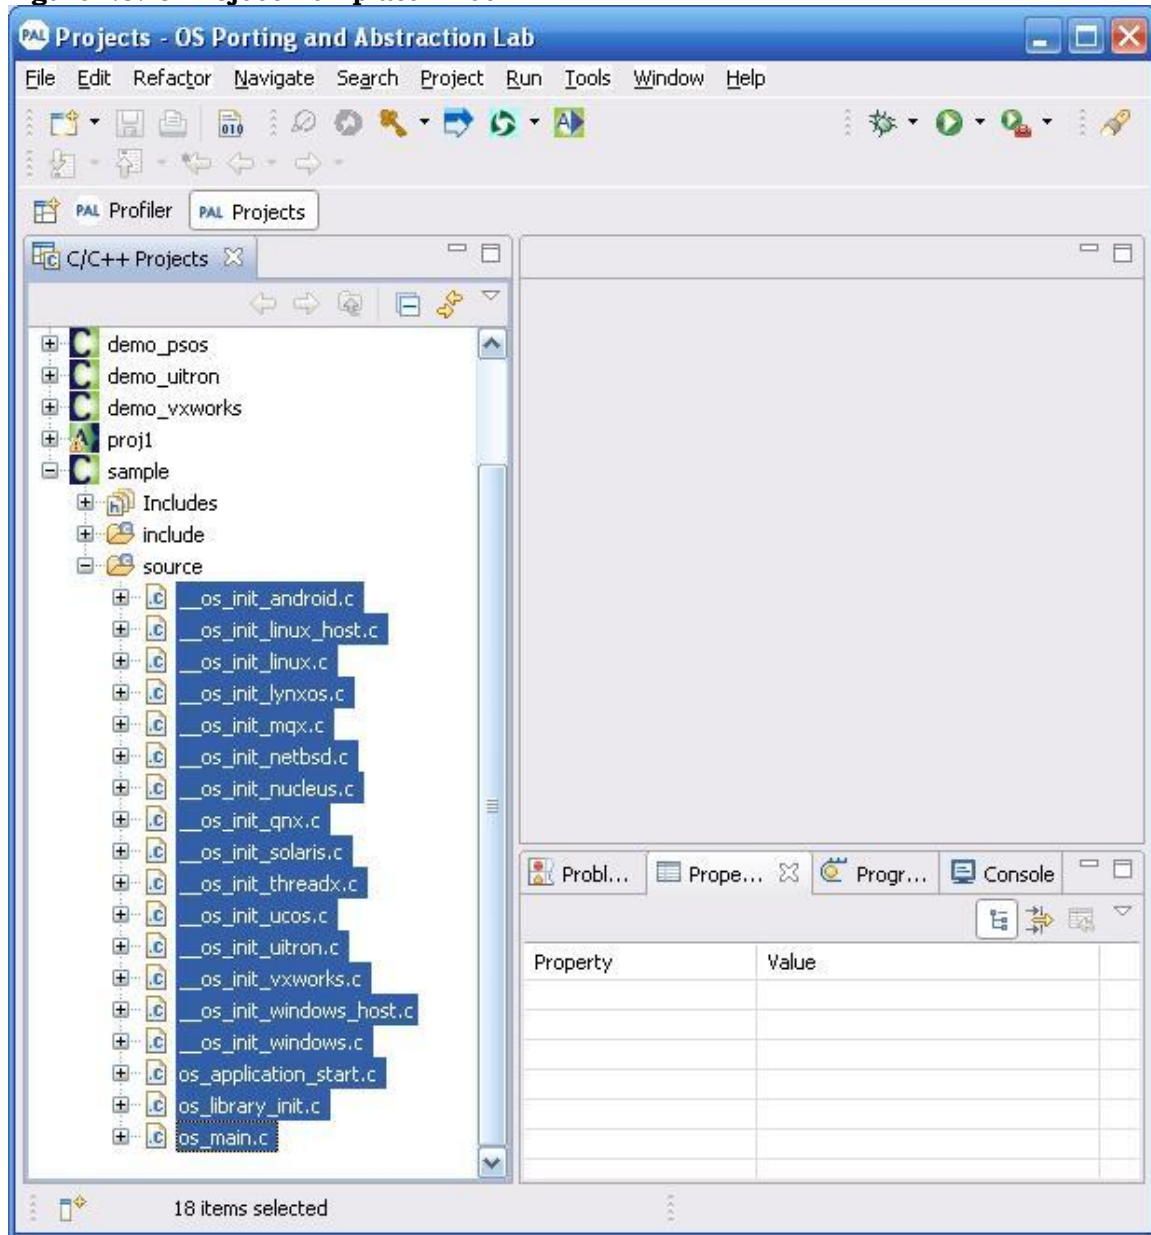 PAL Projects - OS Porting and Abstraction Lab
File Edit Refactor Navigate Search Project Run Tools Window Help
010
PAL Profiler PAL Projects
C/C++ Projects
demo_psos
demo_uitron
demo_vxworks
proj1
sample
Includes
include
source
__os_init_android.c
__os_init_linux_host.c
__os_init_linux.c
__os_init_lynxos.c
__os_init_mqx.c
__os_init_netbsd.c
__os_init_nucleus.c
__os_init_qnx.c
__os_init_solaris.c
__os_init_threadx.c
__os_init_ucos.c
__os_init_uitron.c
__os_init_vxworks.c
__os_init_windows_host.c
__os_init_windows.c
os_application_start.c
os_library_init.c
os_main.c
Probl... Prope... Progr... Console
Property Value
18 items selected